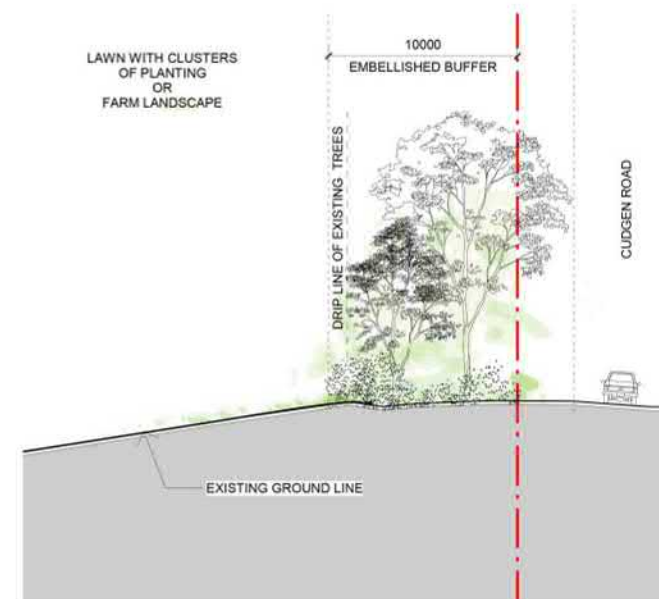 LAWN WITH CLUSTERS
OF PLANTING
OR
FARM LANDSCAPE
10000
EMBELLISHED BUFFER
DRIP LINE OF EXISTING TREES
CUDGEN ROAD
EXISTING GROUND LINE